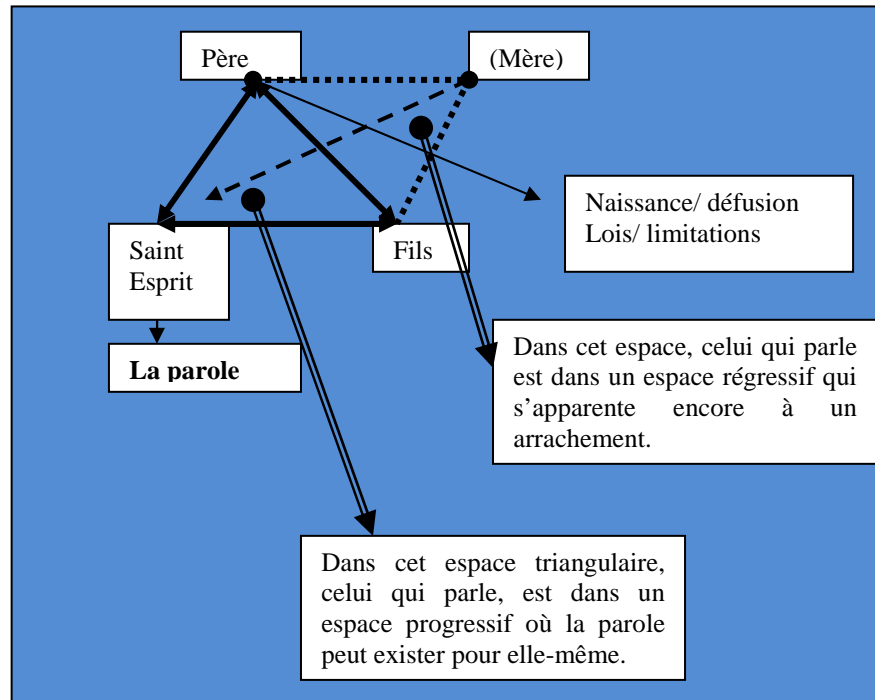 Père
(Mère)
Naissance/ défusion
Lois/ limitations
Saint
Esprit
Fils
La parole
Dans cet espace, celui qui parle
est dans un espace régressif qui
s'apparente encore à un
arrachement.
Dans cet espace triangulaire,
celui qui parle, est dans un
espace progressif où la parole
peut exister pour elle-même.